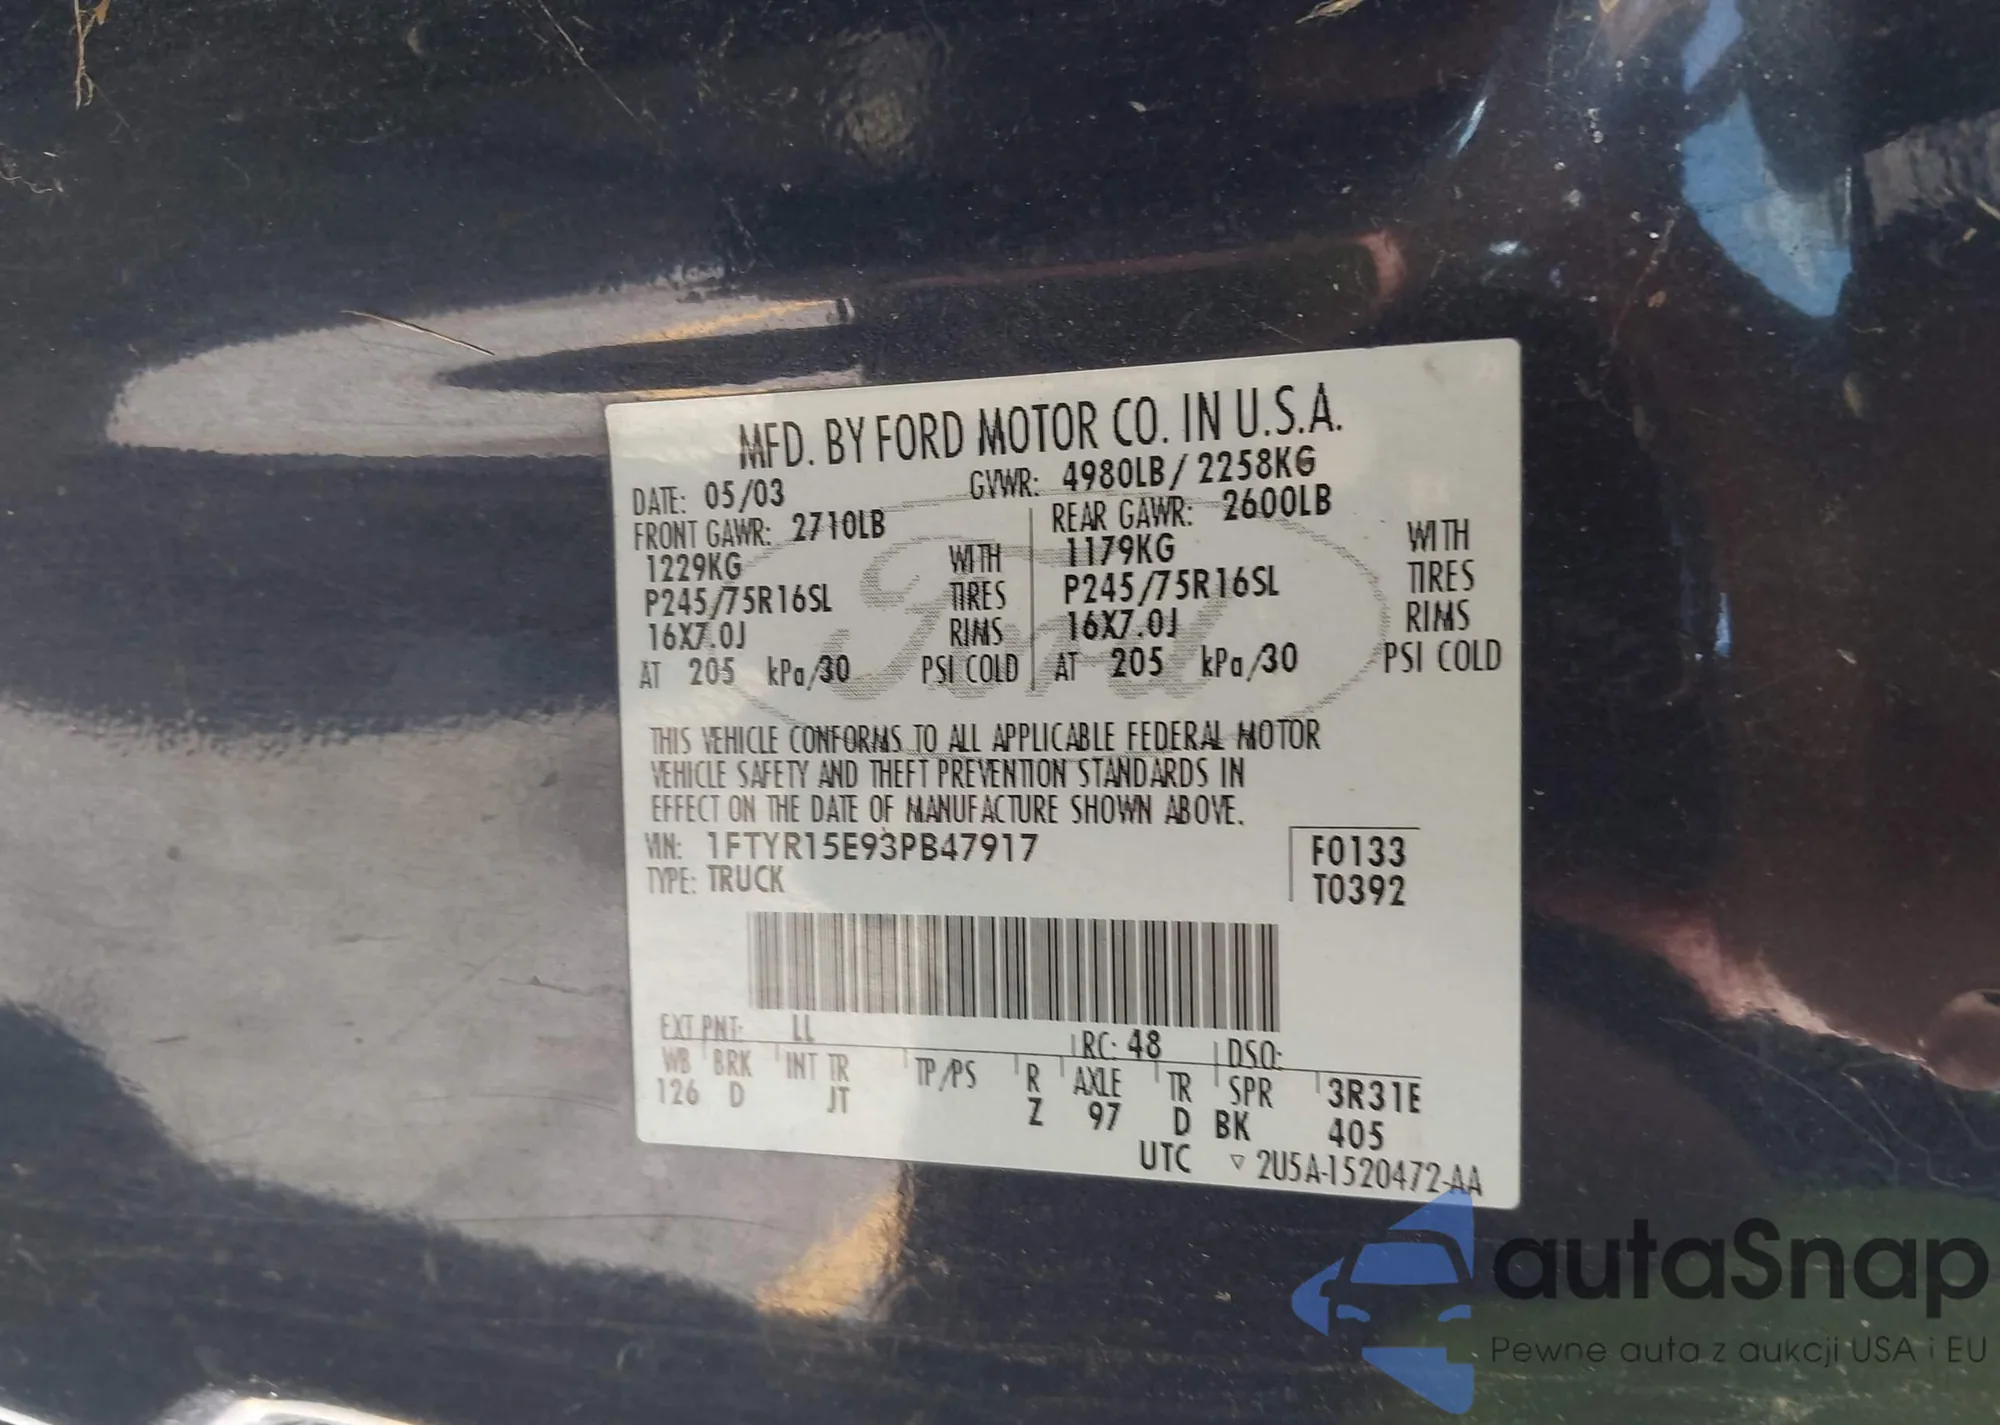 MFD. BY FORD MOTOR CO. IN U.S.A.
DATE: 05/03 GVWR: 4980LB / 2258KG
FRONT GAWR: 2710LB REAR GAWR: 2600LB
1229KG WITH 1179KG WITH
P245/75R16SL TIRES P245/75R16SL TIRES
16X7.0J RIMS 16X7.0J RIMS
AT 205 kPa/30 PSI COLD AT 205 kPa/30 PSI COLD
Ford
THIS VEHICLE CONFORMS TO ALL APPLICABLE FEDERAL MOTOR
VEHICLE SAFETY AND THEFT PREVENTION STANDARDS IN
EFFECT ON THE DATE OF MANUFACTURE SHOWN ABOVE.
VIN: 1FTYR15E93PB47917 F0133
TYPE: TRUCK T0392
EXT PNT: LL RC: 48 DSO:
WB BRK INT TR TP/PS R AXLE TR SPR 3R31E
126 D JT Z 97 D BK 405
UTC ▽ 2U5A-1520472-AA
autaSnap
Pewne auta z aukcji USA i EU